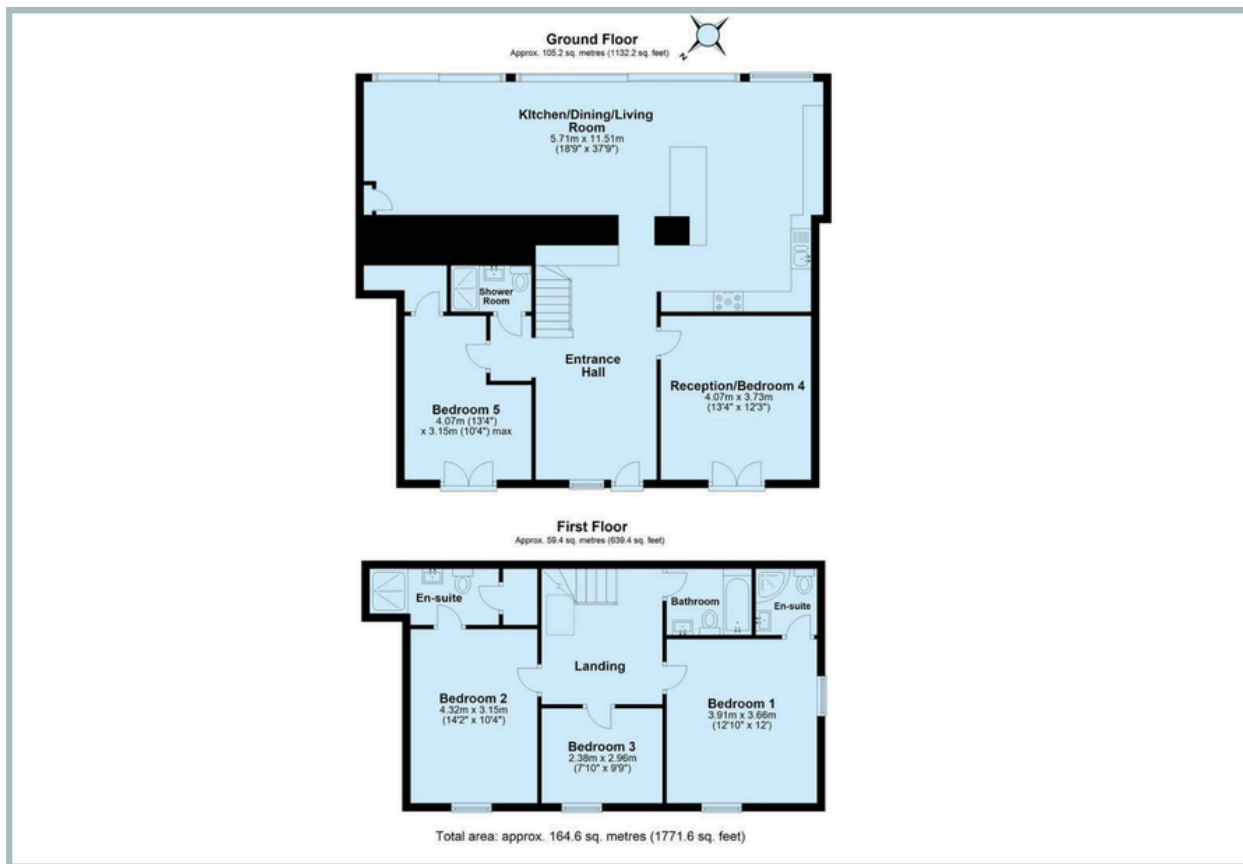 Ground Floor
Approx. 105.2 sq. metres (1132.2 sq. feet)
N
KItchen/Dining/Living
Room
5.71m x 11.51m
(18'9" x 37'9")
Shower
Room
Entrance
Hall
Reception/Bedroom 4
4.07m x 3.73m
(13'4" x 12'3")
Bedroom 5
4.07m (13'4")
x 3.15m (10'4") max
First Floor
Approx. 59.4 sq. metres (639.4 sq. feet)
En-suite
Bathroom
En-suite
Landing
Bedroom 2
4.32m x 3.15m
(14'2" x 10'4")
Bedroom 1
3.91m x 3.66m
(12'10" x 12')
Bedroom 3
2.38m x 2.96m
(7'10" x 9'9")
Total area: approx. 164.6 sq. metres (1771.6 sq. feet)